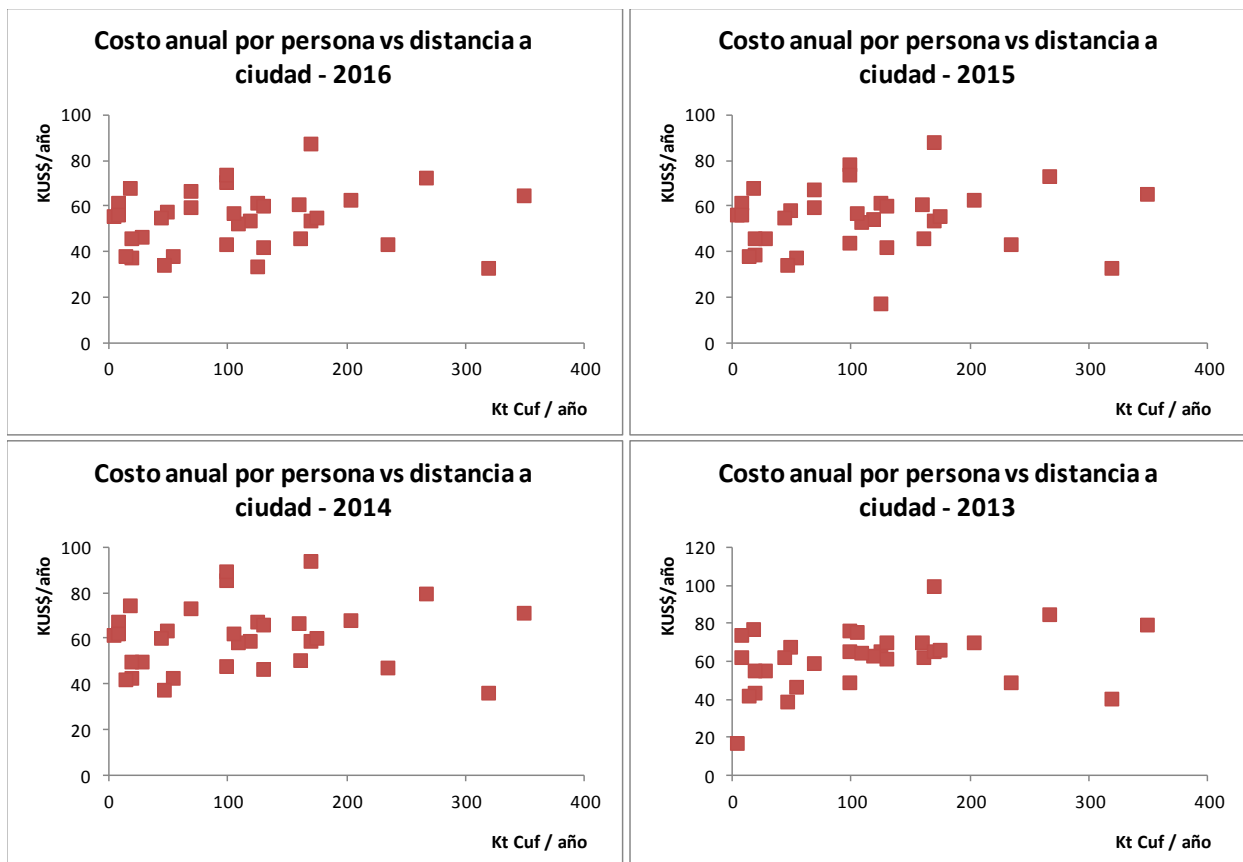 Costo anual por persona vs distancia a
ciudad - 2016
KUS$/año
100
80
60
40
20
0
0 100 200 300 400
Kt Cuf / año
Costo anual por persona vs distancia a
ciudad - 2015
KUS$/año
100
80
60
40
20
0
0 100 200 300 400
Kt Cuf / año
Costo anual por persona vs distancia a
ciudad - 2014
KUS$/año
100
80
60
40
20
0
0 100 200 300 400
Kt Cuf / año
Costo anual por persona vs distancia a
ciudad - 2013
KUS$/año
120
100
80
60
40
20
0
0 100 200 300 400
Kt Cuf / año